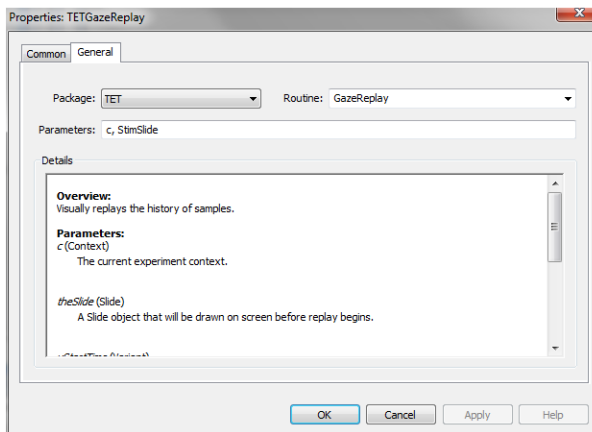 Properties: TETGazeReplay
Common General
Package: TET Routine: GazeReplay
Parameters: c, StimSlide
Details
Overview:
Visually replays the history of samples.
Parameters:
c (Context)
The current experiment context.
theSlide (Slide)
A Slide object that will be drawn on screen before replay begins.
OK Cancel Apply Help